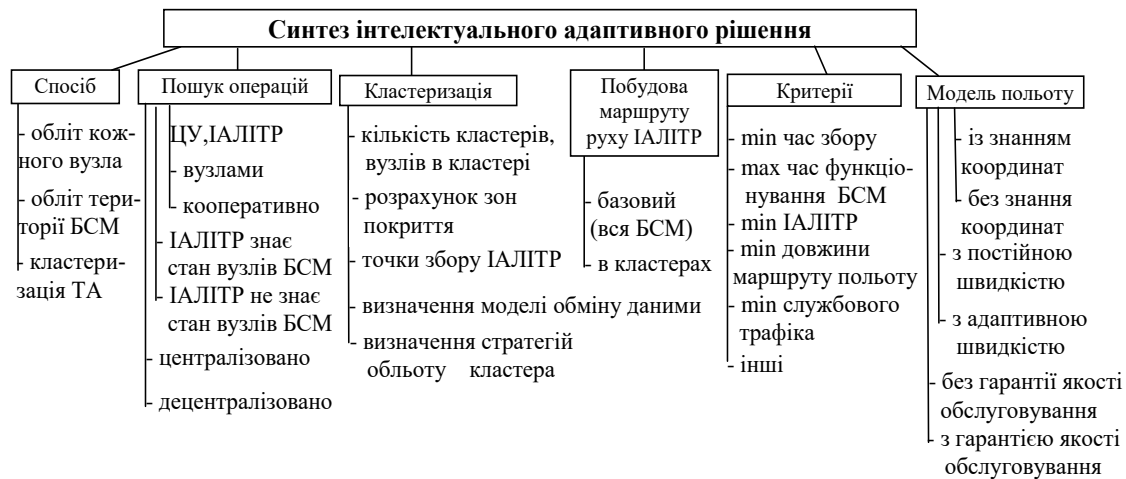 Синтез інтелектуального адаптивного рішення
Спосіб
- обліт кож-
ного вузла
- обліт тери-
торії БСМ
- кластери-
зація ТА
Пошук операцій
ЦУ,ІАЛІТР
- вузлами
- кооперативно
- ІАЛІТР знає
стан вузлів БСМ
- ІАЛІТР не знає
стан вузлів БСМ
- централізовано
- децентралізовано
Кластеризація
- кількість кластерів,
вузлів в кластері
- розрахунок зон
покриття
- точки збору ІАЛІТР
- визначення моделі обміну даними
- визначення стратегій
обльоту кластера
Побудова
маршруту
руху ІАЛІТР
- базовий
(вся БСМ)
- в кластерах
Критерії
- min час збору
- max час функціо-
нування БСМ
- min ІАЛІТР
- min довжини
маршруту польоту
- min службового
трафіка
- інші
Модель польоту
- із знанням
координат
- без знання
координат
- з постійною
швидкістю
- з адаптивною
швидкістю
- без гарантії якості
обслуговування
- з гарантією якості
обслуговування